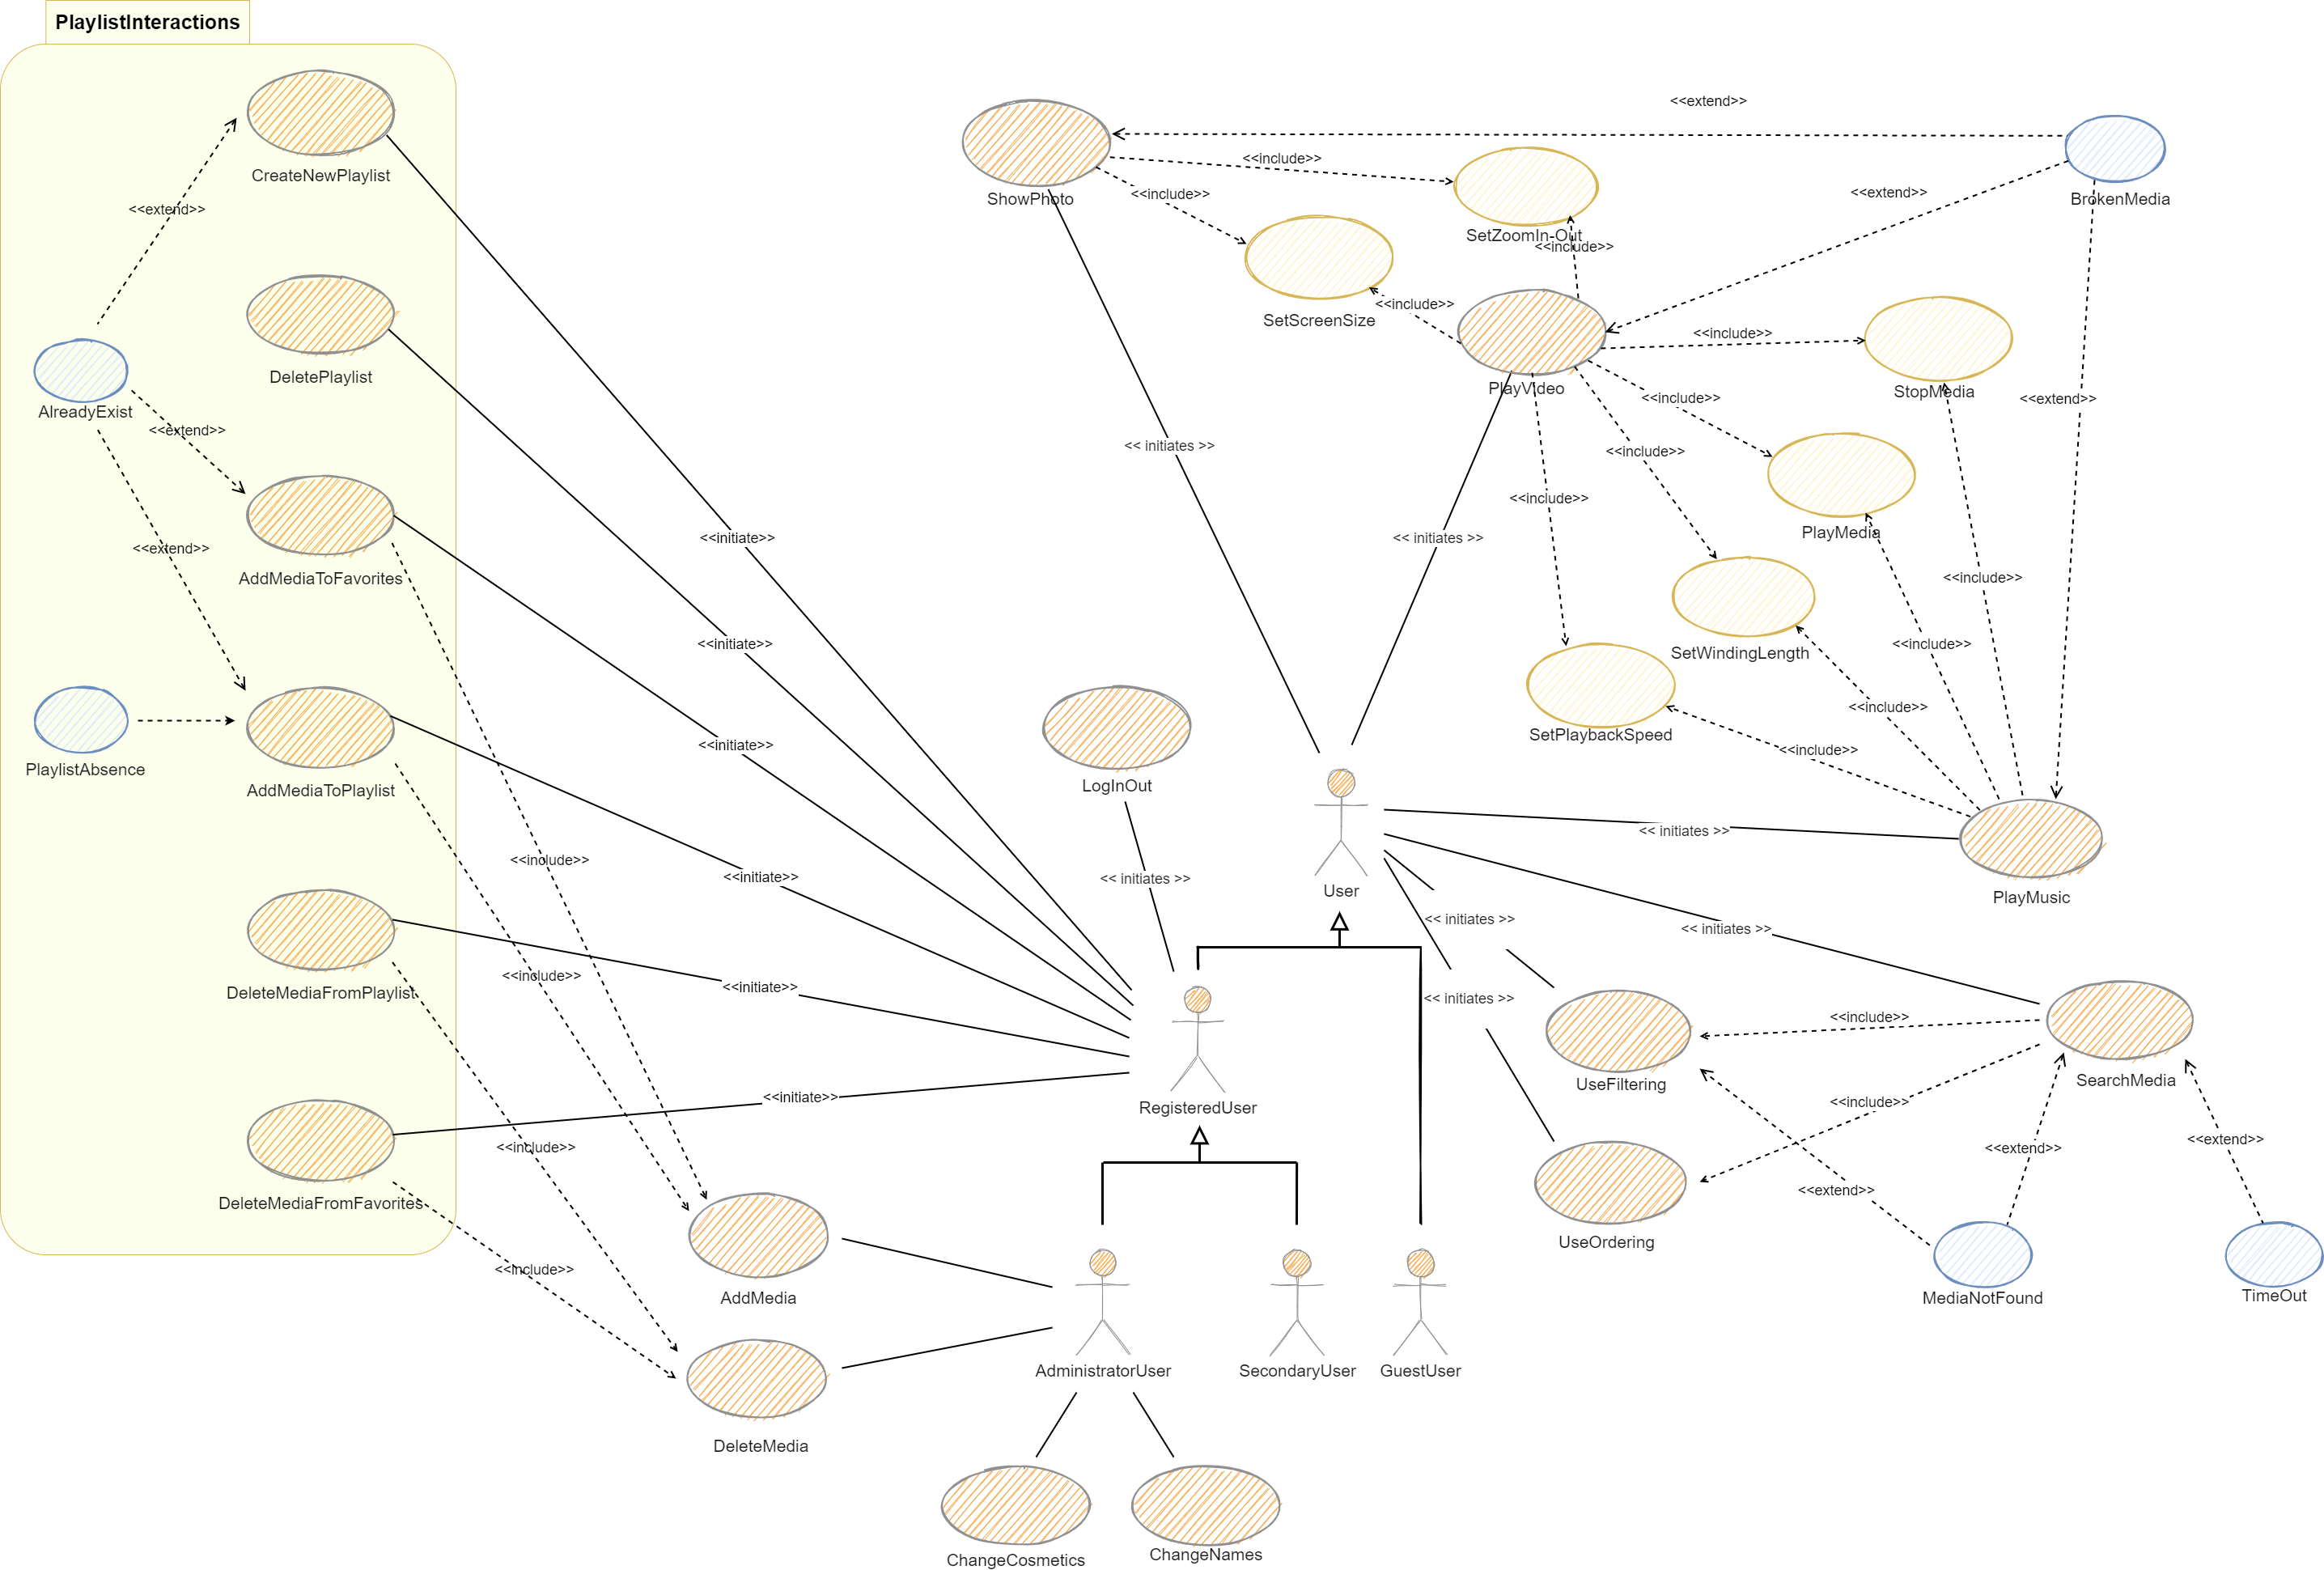 PlaylistInteractions
<<extend>>
CreateNewPlaylist
<<extend>>
<<include>>
ShowPhoto
<<include>>
<<extend>>
BrokenMedia
SetZoomIn-Out
<<include>>
<<extend>>
DeletePlaylist
SetScreenSize
<<include>>
<<include>>
AlreadyExist
<<extend>>
PlayVideo
<<include>>
StopMedia
<<extend>>
<< initiates >>
<<include>>
<<include>>
PlayMedia
<<extend>>
<<initiate>>
<< initiates >>
AddMediaToFavorites
<<include>>
<<initiate>>
<<include>>
SetWindingLength
<<include>>
SetPlaybackSpeed
<<initiate>>
<<include>>
PlaylistAbsence
AddMediaToPlaylist
LogInOut
<< initiates >>
<<include>>
<<initiate>>
<< initiates >>
User
PlayMusic
<< initiates >>
<< initiates >>
<<include>>
DeleteMediaFromPlaylist
<<initiate>>
<< initiates >>
<<include>>
UseFiltering
SearchMedia
<<initiate>>
RegisteredUser
<<include>>
<<include>>
<<extend>>
<<extend>>
DeleteMediaFromFavorites
<<extend>>
UseOrdering
<<include>>
AddMedia
MediaNotFound
TimeOut
AdministratorUser
SecondaryUser
GuestUser
DeleteMedia
ChangeCosmetics
ChangeNames